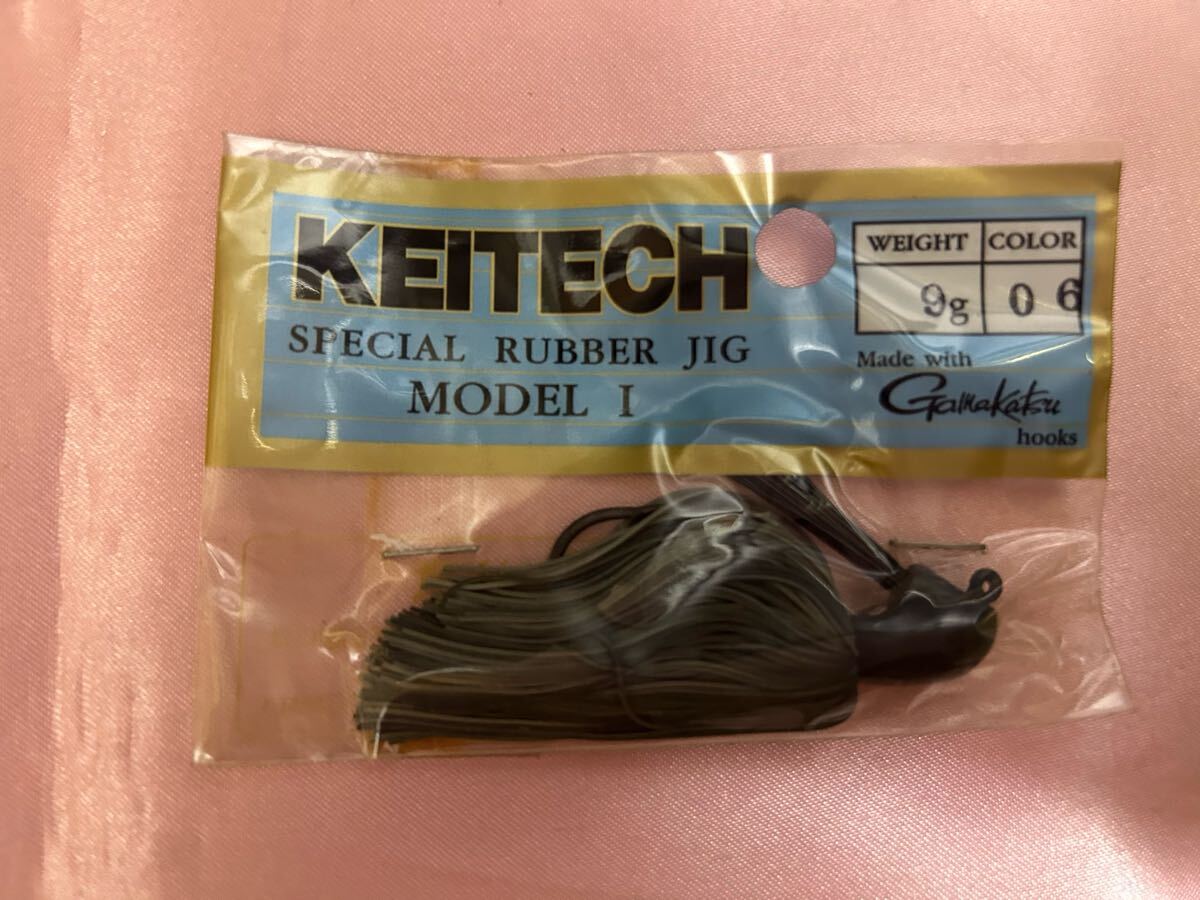 KEITECH
SPECIAL RUBBER JIG
MODEL I
WEIGHT COLOR
9g 06
Made with
Gamakatsu
hooks